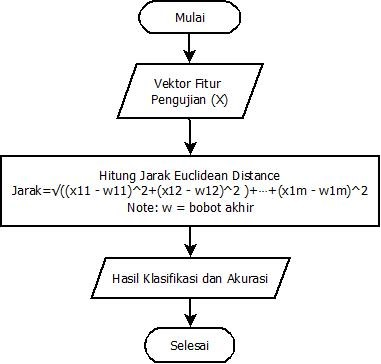 Mulai
Vektor Fitur
Pengujian (X)
Hitung Jarak Euclidean Distance
Jarak=√((x11 - w11)^2+(x12 - w12)^2 )+⋯+(x1m - w1m)^2
Note: w = bobot akhir
Hasil Klasifikasi dan Akurasi
Selesai